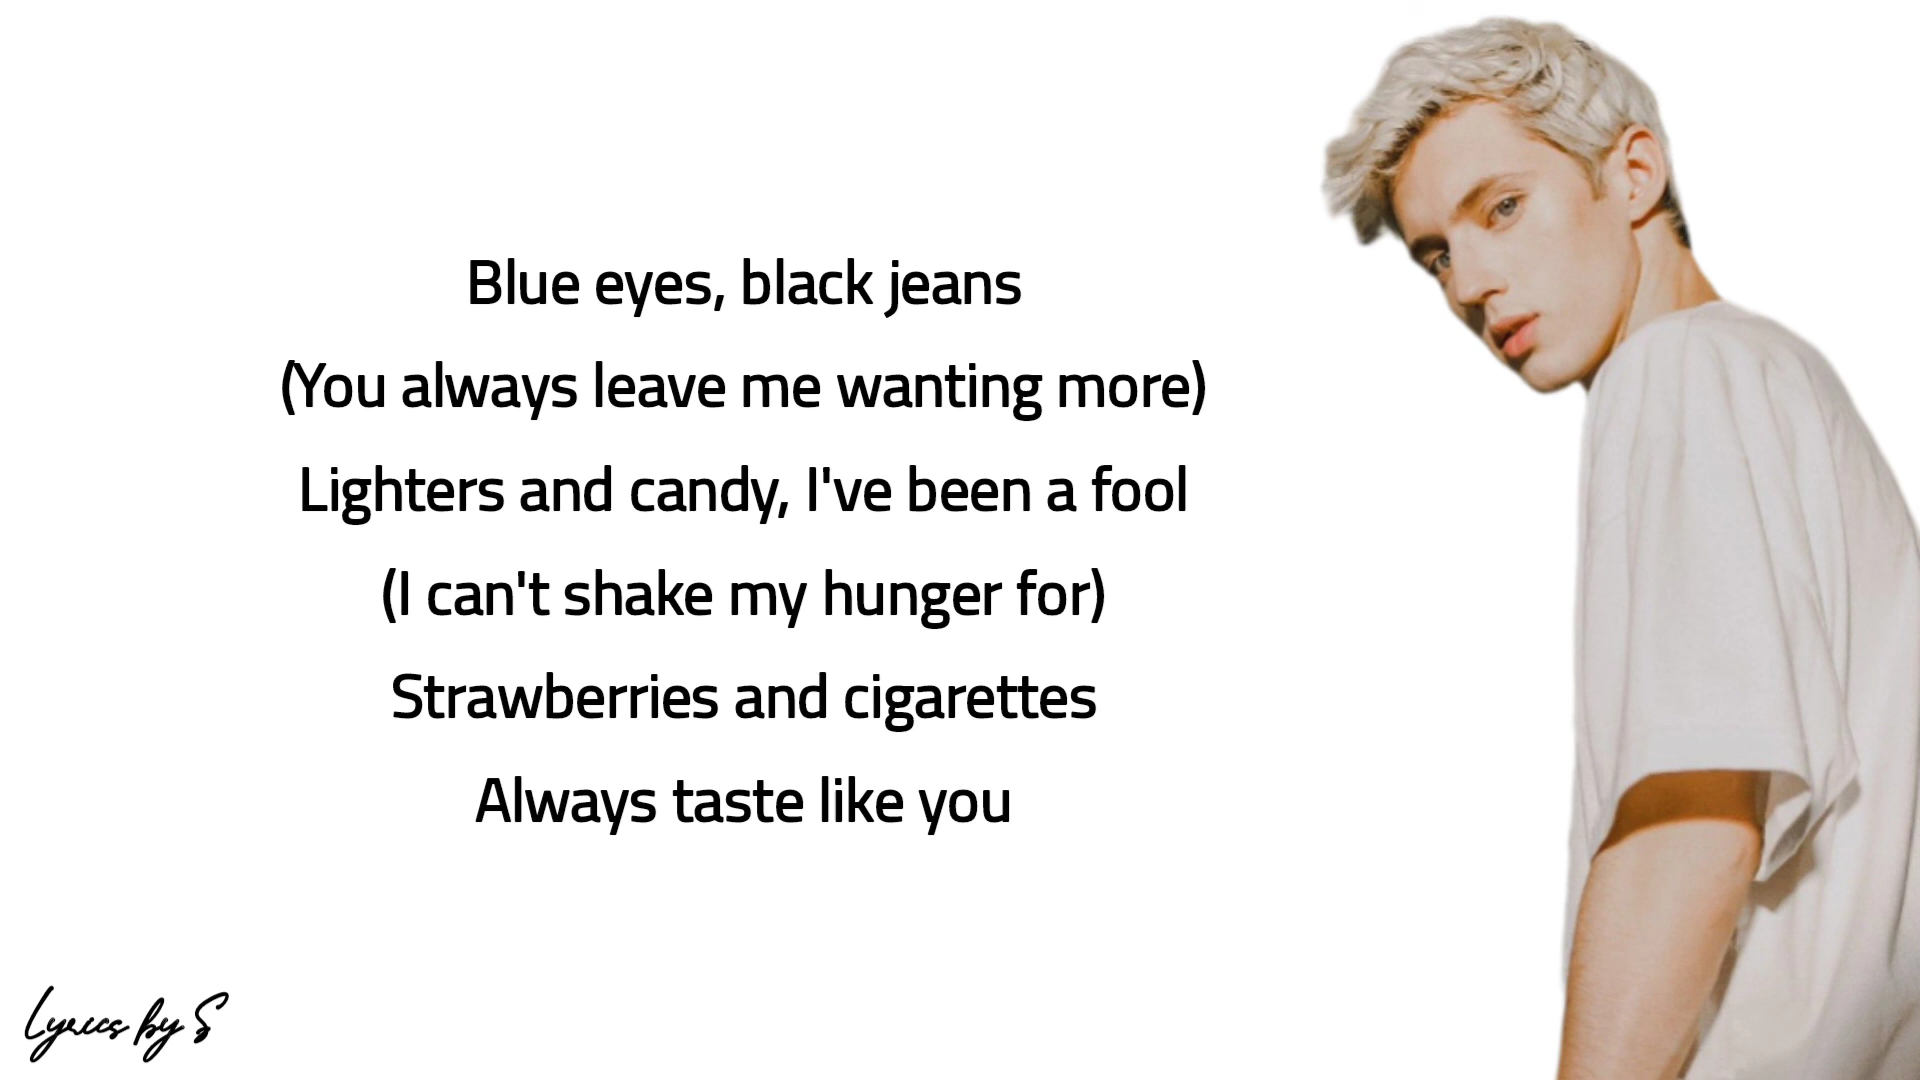 Blue eyes, black jeans
(You always leave me wanting more)
Lighters and candy, I've been a fool
(I can't shake my hunger for)
Strawberries and cigarettes
Always taste like you
Lyrics by S